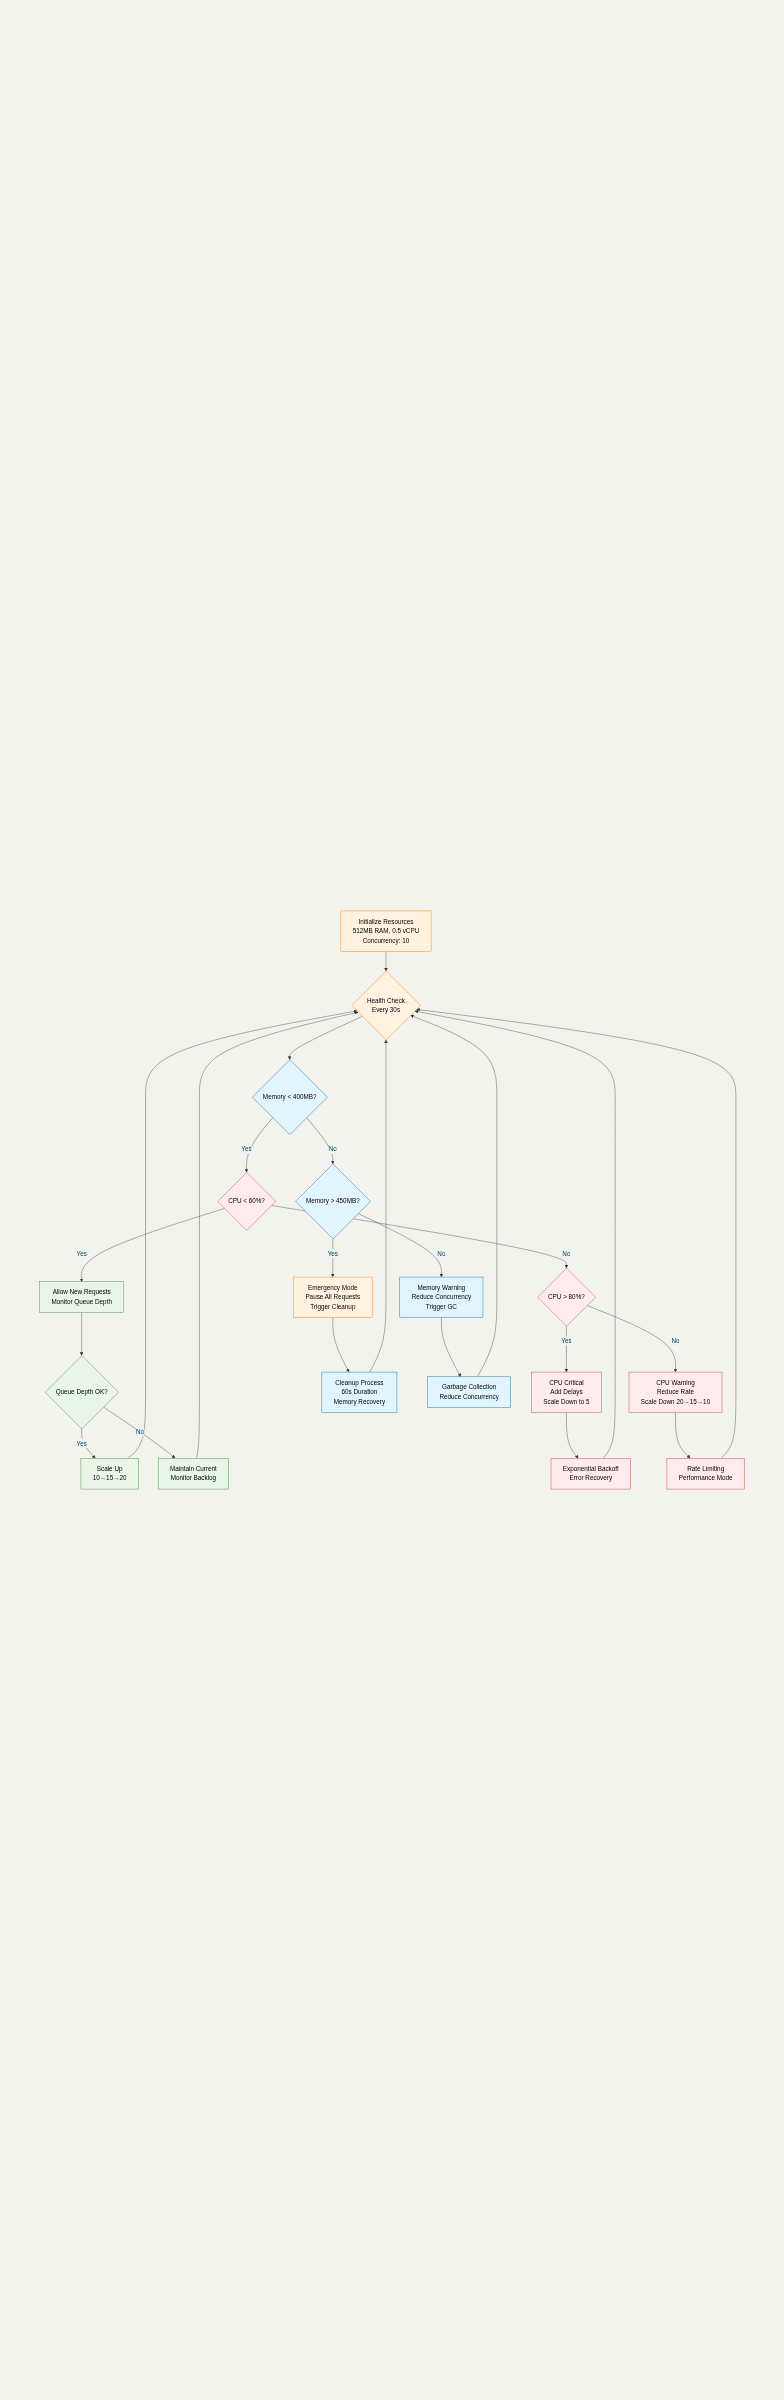 Initialize Resources
512MB RAM, 0.5 vCPU
Concurrency: 10
Health Check
Every 30s
Memory < 400MB?
Yes
No
CPU < 60%?
Memory > 450MB?
Yes
Yes
No
No
Allow New Requests
Monitor Queue Depth
Emergency Mode
Pause All Requests
Trigger Cleanup
Memory Warning
Reduce Concurrency
Trigger GC
CPU > 80%?
Yes
No
Queue Depth OK?
Cleanup Process
60s Duration
Memory Recovery
Garbage Collection
Reduce Concurrency
CPU Critical
Add Delays
Scale Down to 5
CPU Warning
Reduce Rate
Scale Down 20→15→10
Yes
No
Scale Up
10→15→20
Maintain Current
Monitor Backlog
Exponential Backoff
Error Recovery
Rate Limiting
Performance Mode